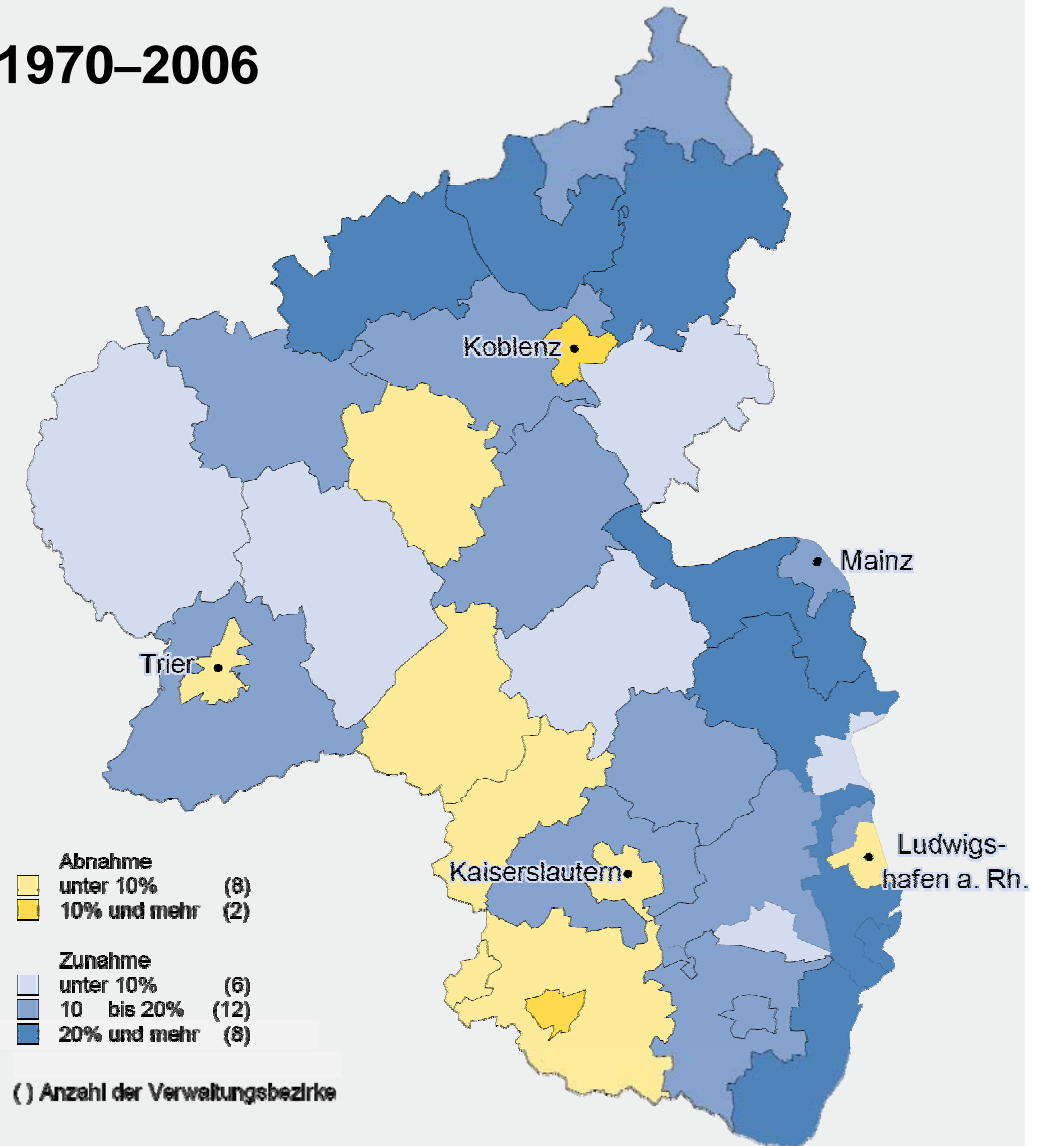 1970–2006
Koblenz
Mainz
Trier
Ludwigs-
hafen a. Rh.
Kaiserslautern
Abnahme
unter 10% (8)
10% und mehr (2)
Zunahme
unter 10% (6)
10 bis 20% (12)
20% und mehr (8)
( ) Anzahl der Verwaltungsbezirke